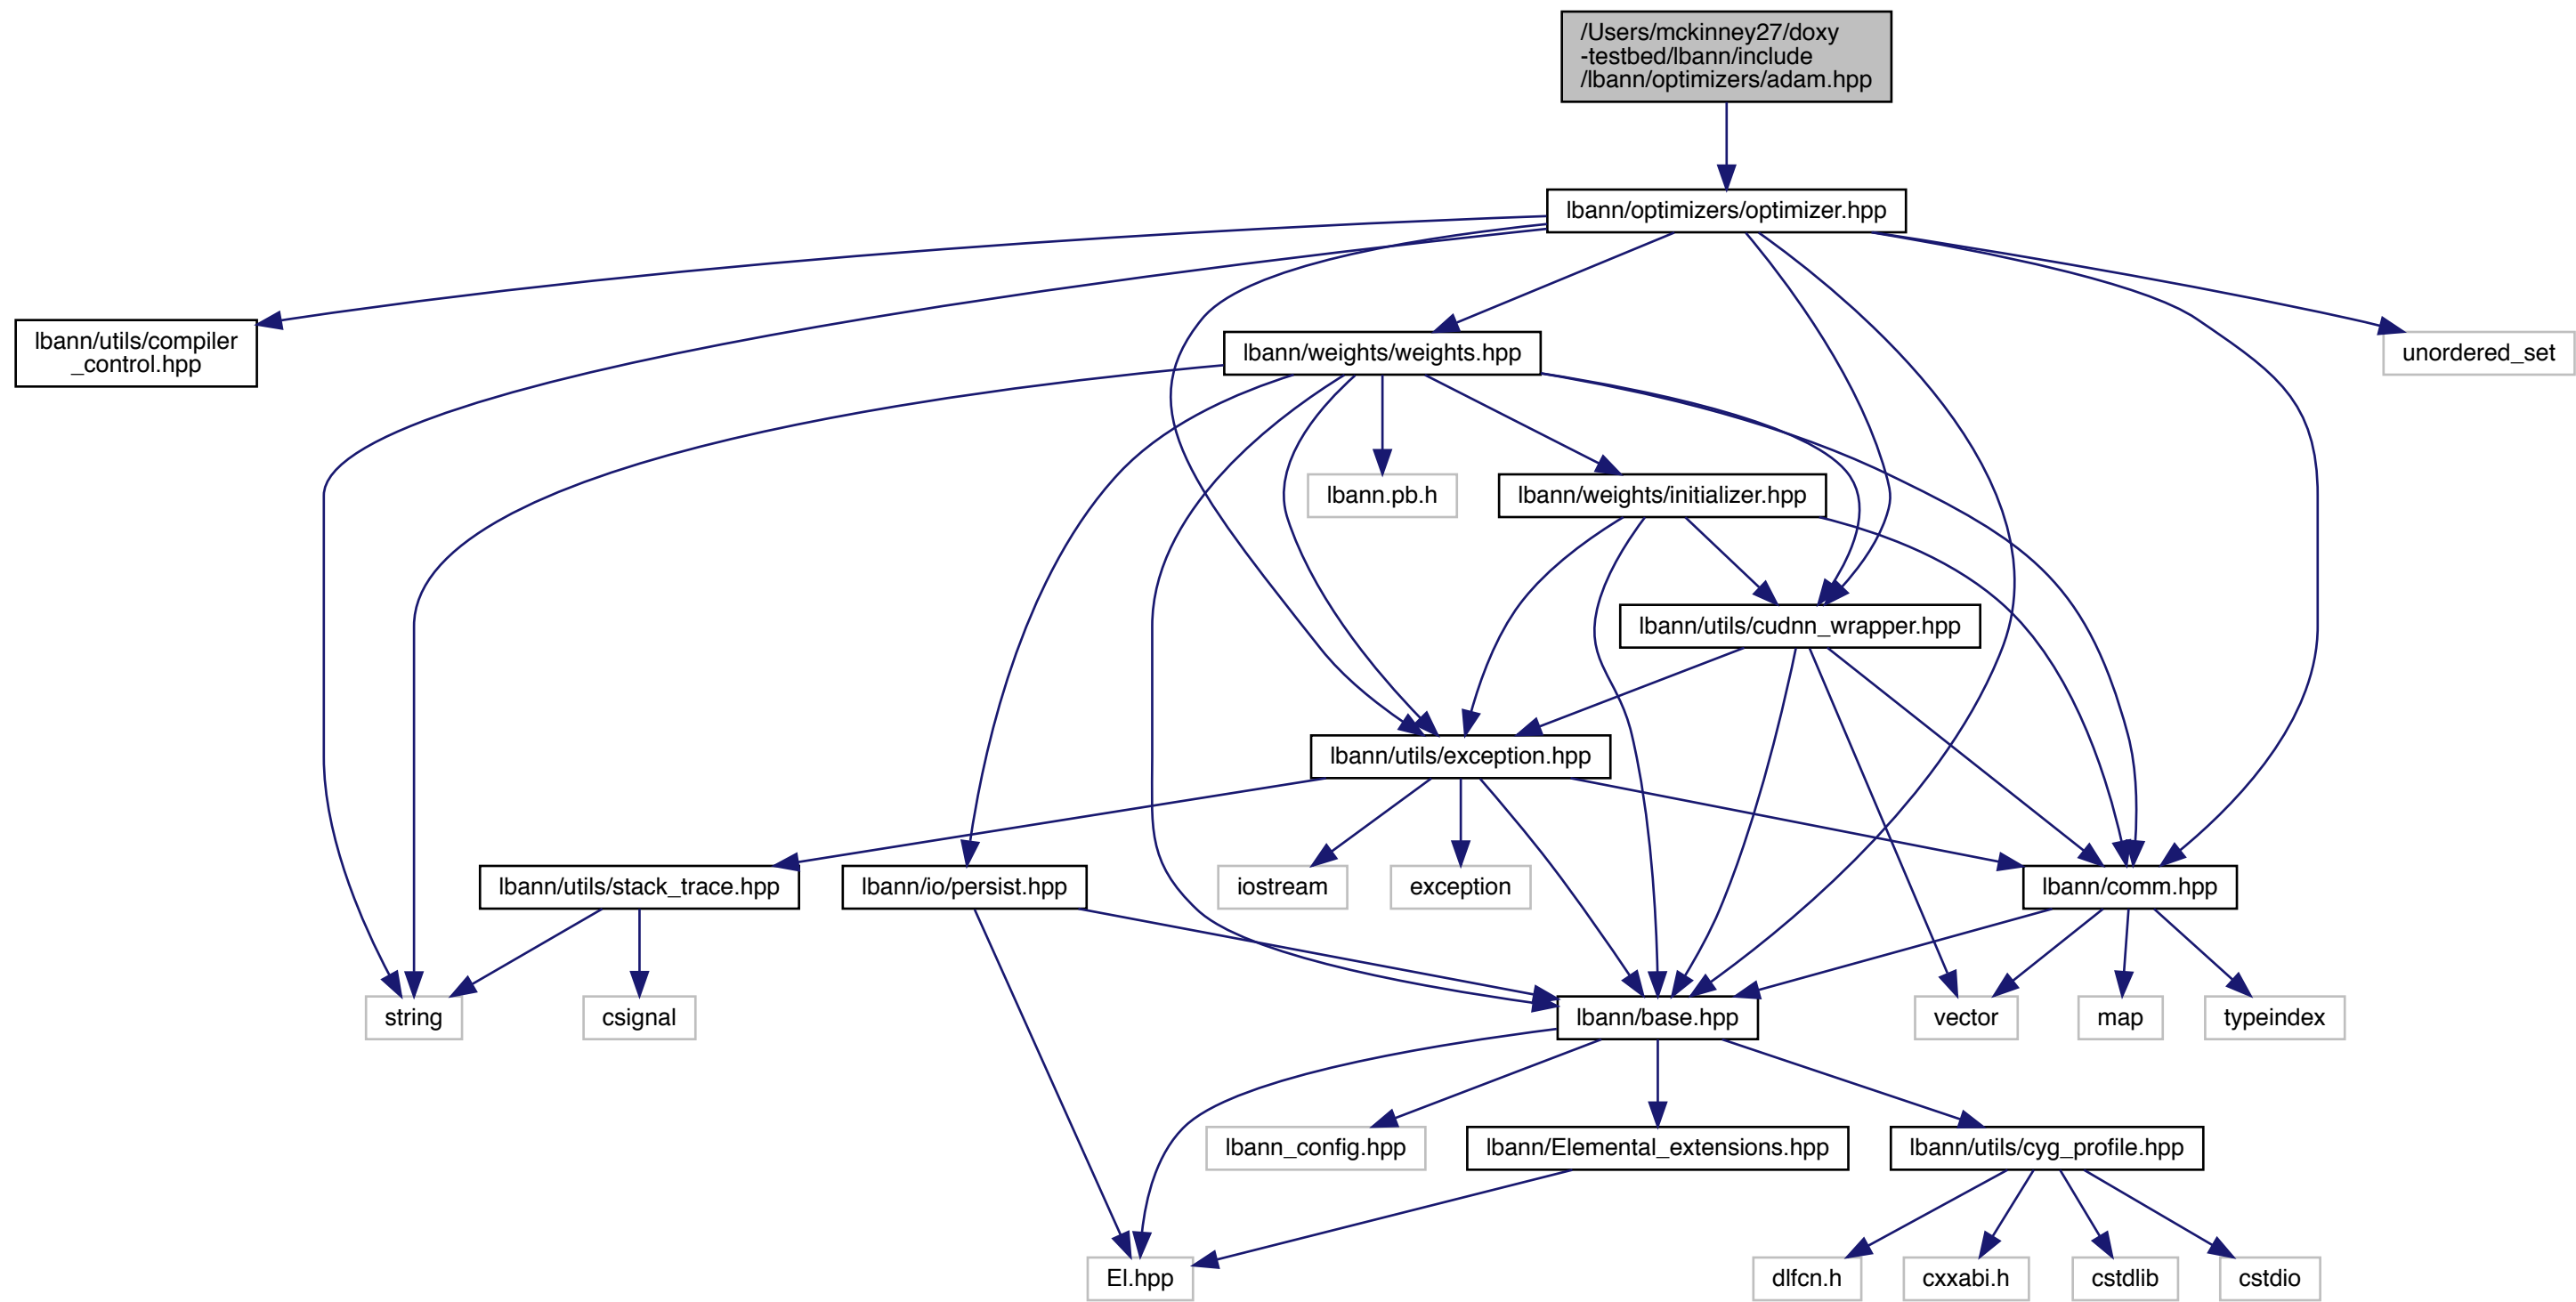 /Users/mckinney27/doxy
-testbed/lbann/include
/lbann/optimizers/adam.hpp
lbann/optimizers/optimizer.hpp
lbann/utils/compiler
_control.hpp
lbann/weights/weights.hpp
unordered_set
lbann.pb.h
lbann/weights/initializer.hpp
lbann/utils/cudnn_wrapper.hpp
lbann/utils/exception.hpp
lbann/utils/stack_trace.hpp
lbann/io/persist.hpp
iostream
exception
lbann/comm.hpp
string
csignal
lbann/base.hpp
vector
map
typeindex
lbann_config.hpp
lbann/Elemental_extensions.hpp
lbann/utils/cyg_profile.hpp
El.hpp
dlfcn.h
cxxabi.h
cstdlib
cstdio